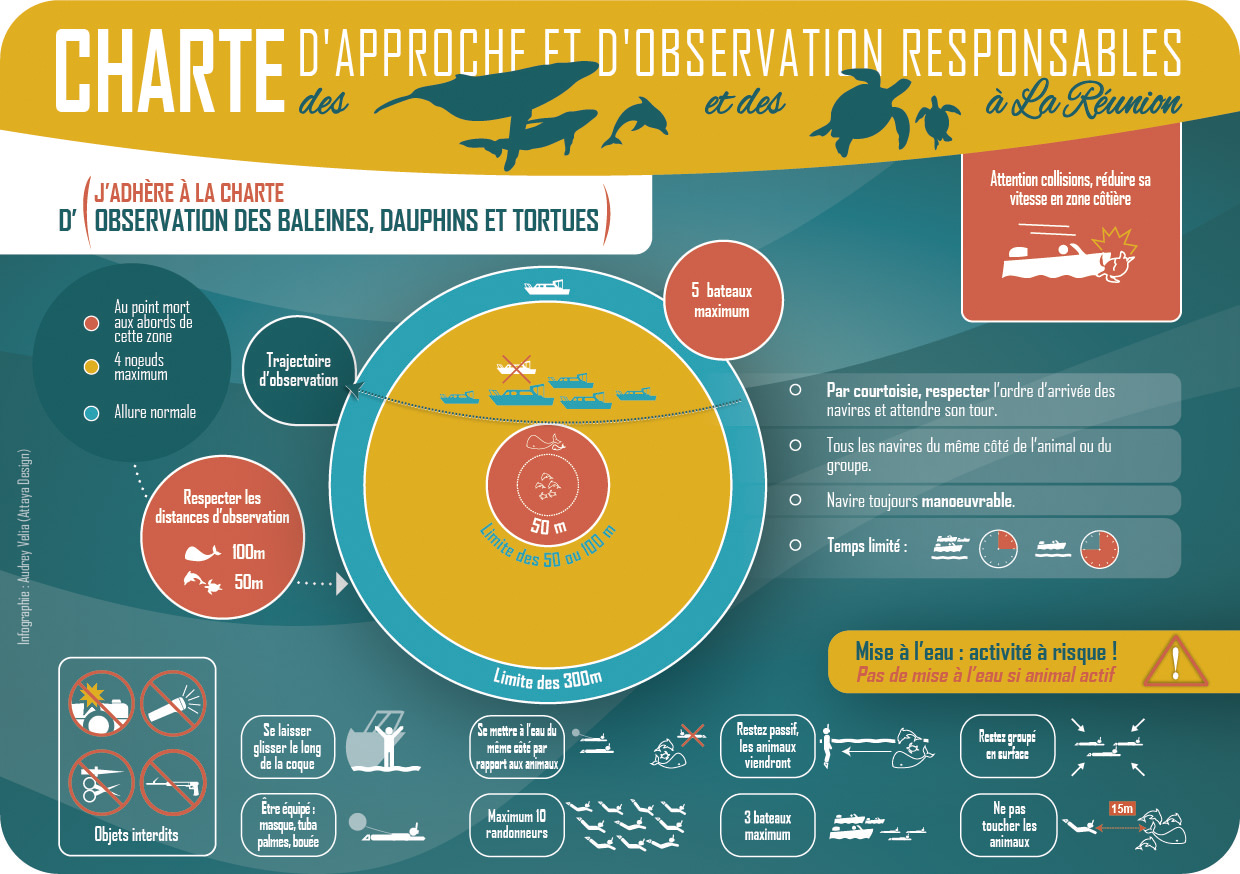 CHARTE D'APPROCHE ET D'OBSERVATION RESPONSABLES
des et des à La Réunion
J'ADHÈRE À LA CHARTE
D' ( OBSERVATION DES BALEINES, DAUPHINS ET TORTUES )
Attention collisions, réduire sa
vitesse en zone côtière
5 bateaux
maximum
Au point mort
aux abords de
cette zone
4 noeuds
maximum
Allure normale
Trajectoire
d'observation
Respecter les
distances d'observation
100m
50m
50 m
Limite des 50 ou 100 m
Limite des 300m
Par courtoisie, respecter l'ordre d'arrivée des
navires et attendre son tour.
Tous les navires du même côté de l'animal ou du
groupe.
Navire toujours manoeuvrable.
Temps limité :
Mise à l'eau : activité à risque !
Pas de mise à l'eau si animal actif
Infographie : Audrey Velia (Attaya Design)
Objets interdits
Se laisser
glisser le long
de la coque
Se mettre à l'eau du
même côté par
rapport aux animaux
Restez passif,
les animaux
viendront
Restez groupé
en surface
Être équipé :
masque, tuba
palmes, bouée
Maximum 10
randonneurs
3 bateaux
maximum
Ne pas
toucher les
animaux
15m